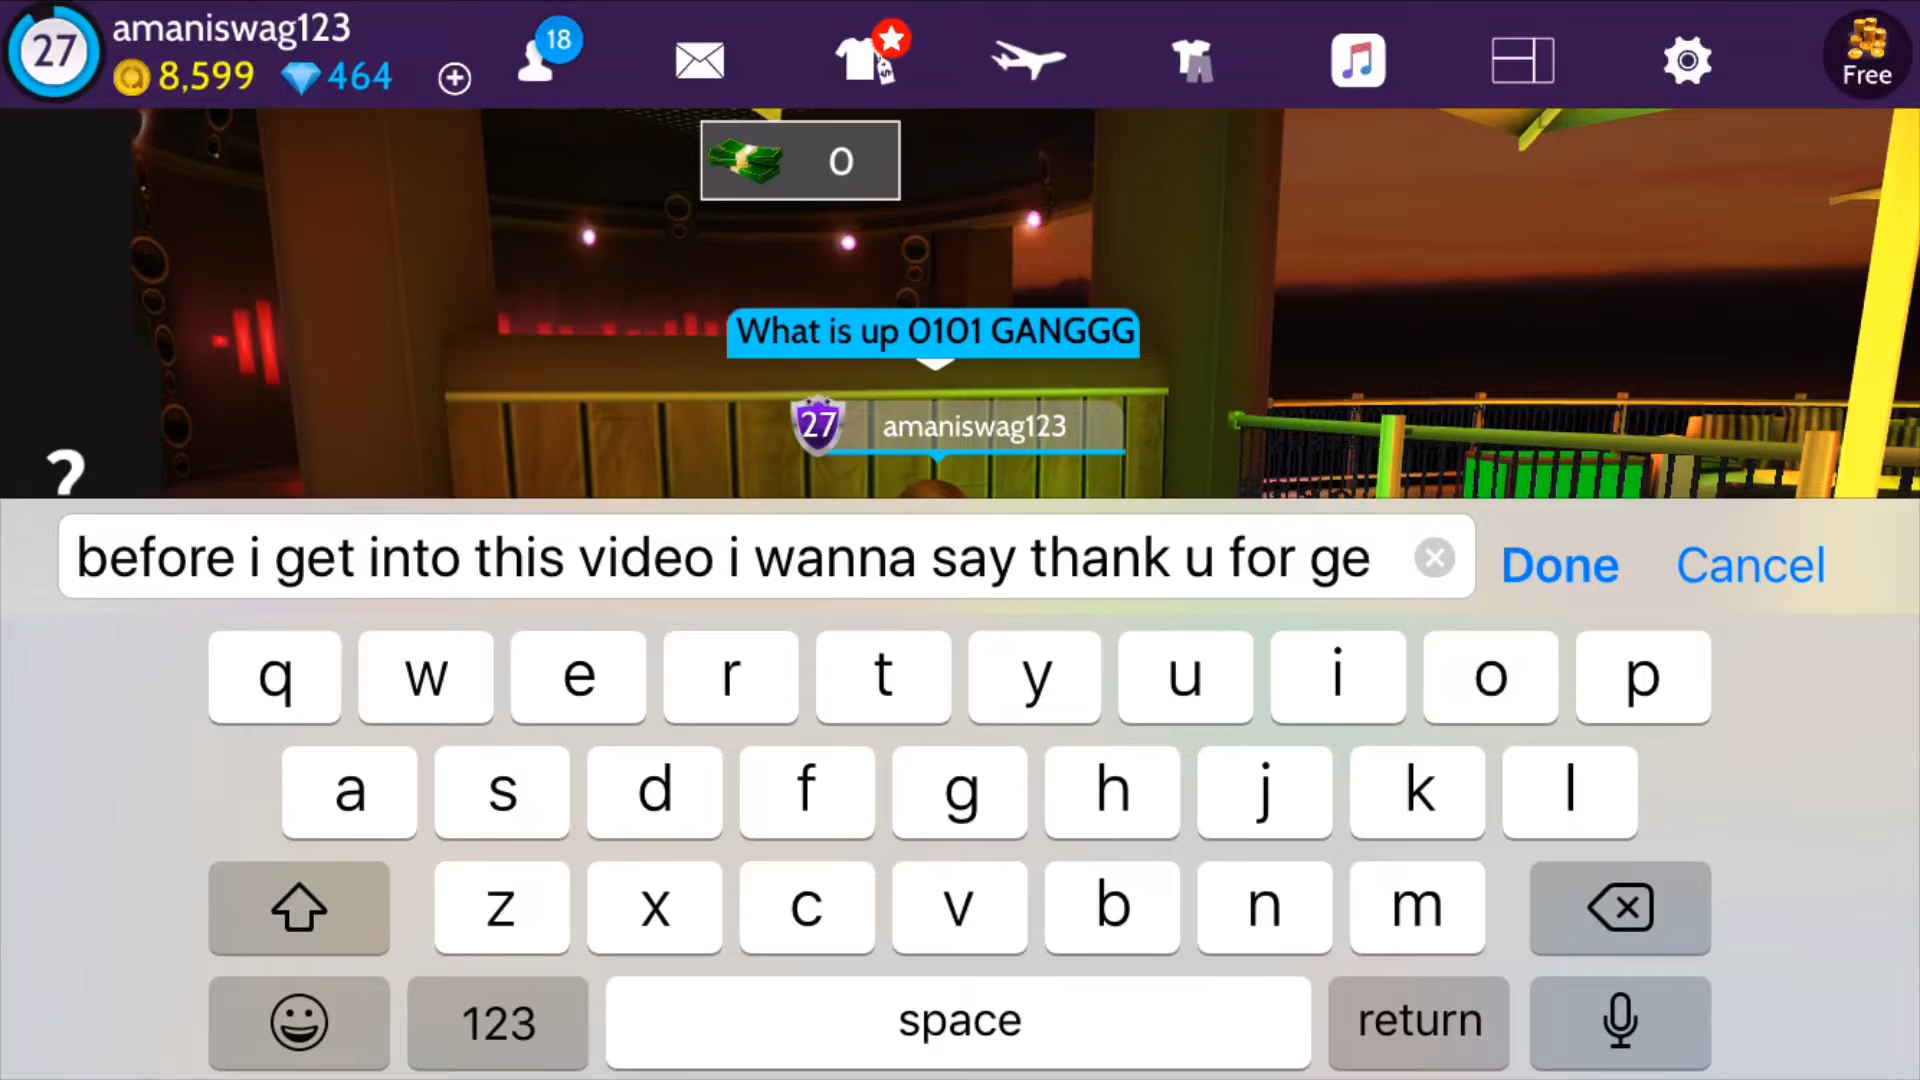 27
amaniswag123
8,599
464
18
Free
0
What is up 0101 GANGGG
27
amaniswag123
?
before i get into this video i wanna say thank u for ge
Done
Cancel
q w e r t y u i o p
a s d f g h j k l
z x c v b n m
123
space
return